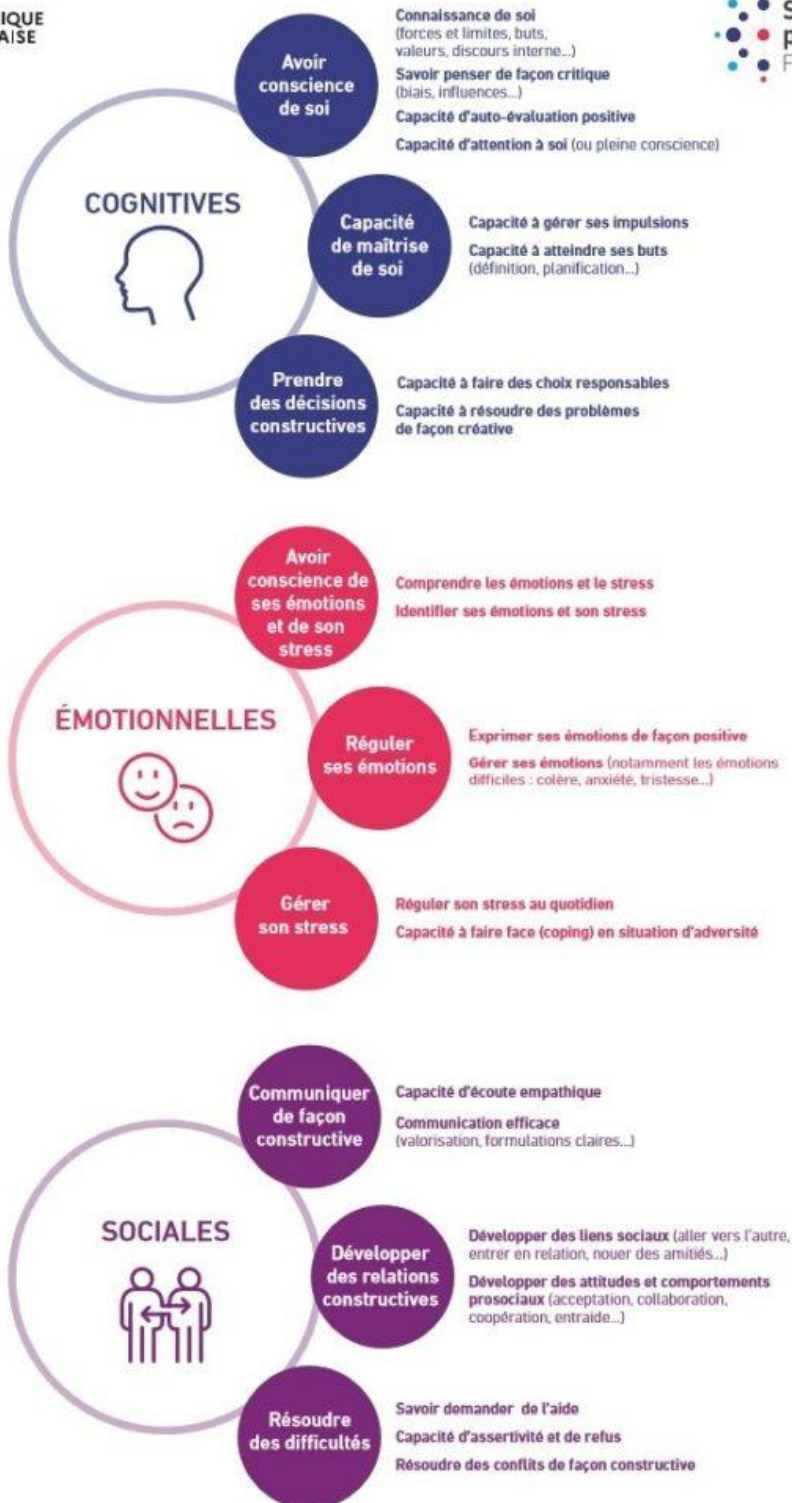 IQUE
AISE
S
p
F
COGNITIVES
Avoir
conscience
de soi
Connaissance de soi
(forces et limites, buts,
valeurs, discours interne...)
Savoir penser de façon critique
(biais, influences...)
Capacité d'auto-évaluation positive
Capacité d'attention à soi (ou pleine conscience)
Capacité
de maîtrise
de soi
Capacité à gérer ses impulsions
Capacité à atteindre ses buts
(définition, planification...)
Prendre
des décisions
constructives
Capacité à faire des choix responsables
Capacité à résoudre des problèmes
de façon créative
ÉMOTIONNELLES
Avoir
conscience de
ses émotions
et de son
stress
Comprendre les émotions et le stress
Identifier ses émotions et son stress
Réguler
ses émotions
Exprimer ses émotions de façon positive
Gérer ses émotions (notamment les émotions
difficiles : colère, anxiété, tristesse...)
Gérer
son stress
Réguler son stress au quotidien
Capacité à faire face (coping) en situation d'adversité
SOCIALES
Communiquer
de façon
constructive
Capacité d'écoute empathique
Communication efficace
(valorisation, formulations claires...)
Développer
des relations
constructives
Développer des liens sociaux (aller vers l'autre,
entrer en relation, nouer des amitiés...)
Développer des attitudes et comportements
prosociaux (acceptation, collaboration,
coopération, entraide...)
Résoudre
des difficultés
Savoir demander de l'aide
Capacité d'assertivité et de refus
Résoudre des conflits de façon constructive